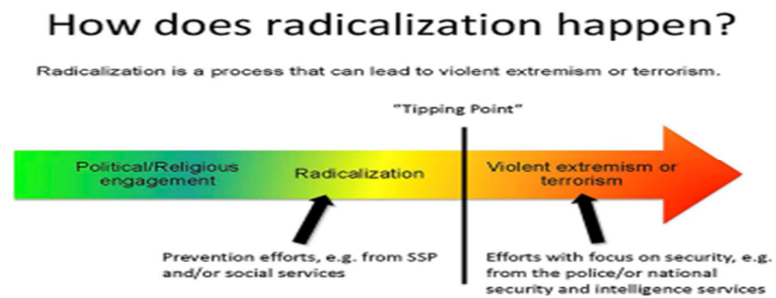 How does radicalization happen?
Radicalization is a process that can lead to violent extremism or terrorism.
"Tipping Point"
Political/Religious
engagement
Radicalization
Violent extremism or
terrorism
Prevention efforts, e.g. from SSP
and/or social services
Efforts with focus on security, e.g.
from the police/or national
security and intelligence services